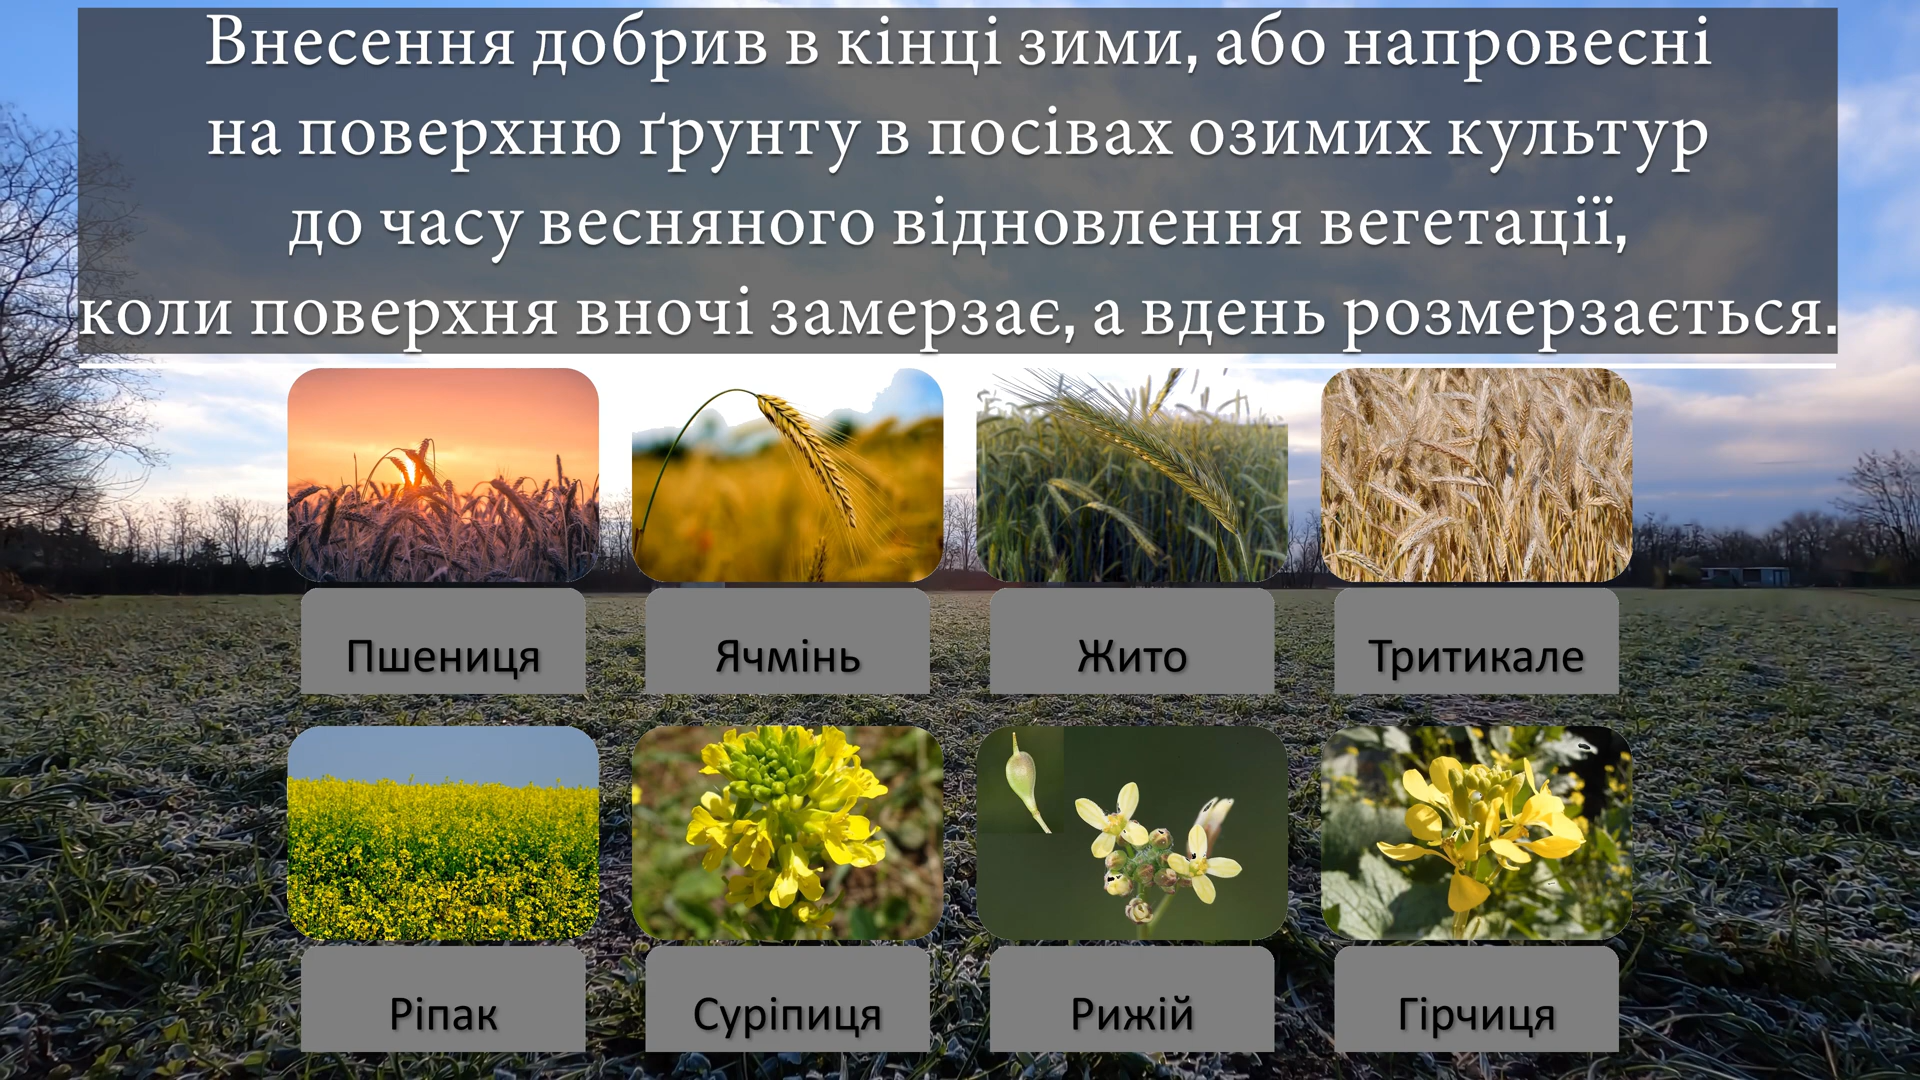 Внесення добрив в кінці зими, або напровесні
на поверхню ґрунту в посівах озимих культур
до часу весняного відновлення вегетації,
коли поверхня вночі замерзає, а вдень розмерзається.
Пшениця
Ячмінь
Жито
Тритикале
Ріпак
Суріпиця
Рижій
Гірчиця